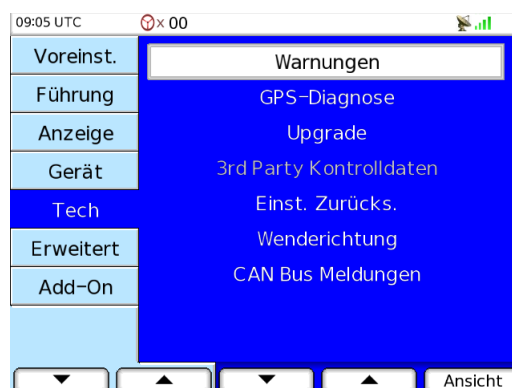 09:05 UTC × 00
Voreinst.
Führung
Anzeige
Gerät
Tech
Erweitert
Add-On
Warnungen
GPS-Diagnose
Upgrade
3rd Party Kontrolldaten
Einst. Zurücks.
Wenderichtung
CAN Bus Meldungen
Ansicht